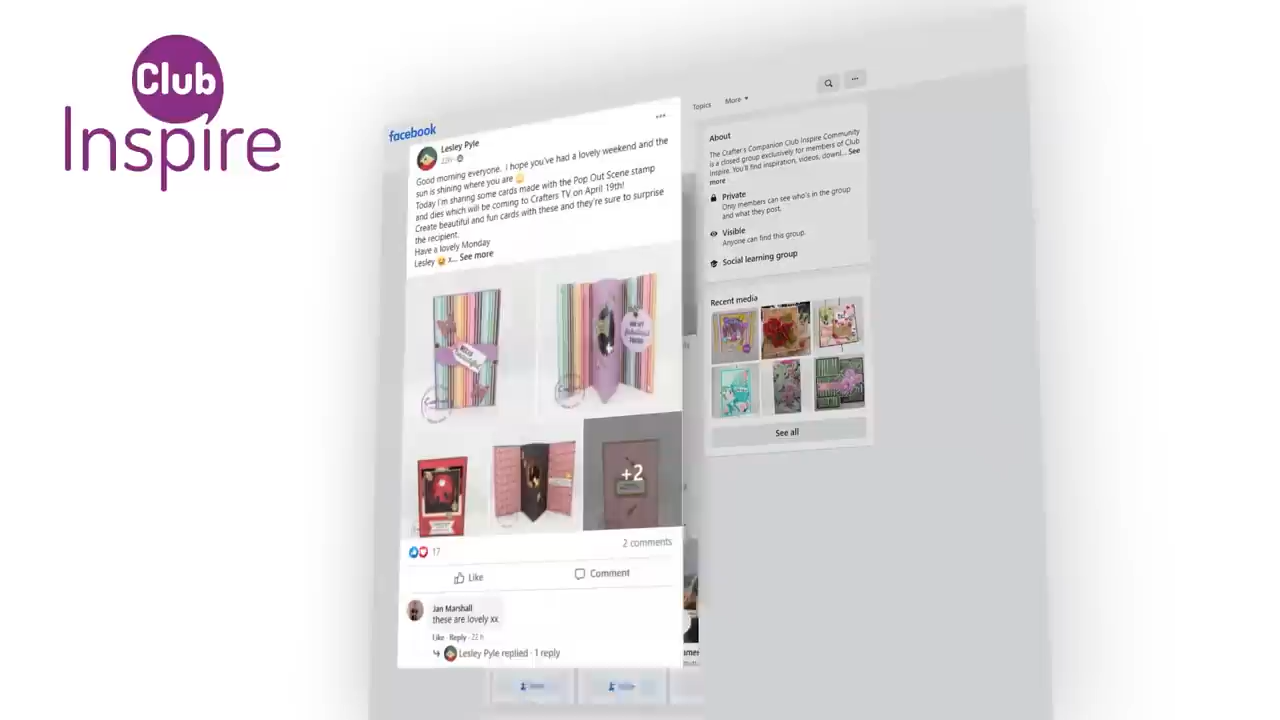 Club
Inspire
facebook
Lesley Pyle
22h
Good morning everyone. I hope you've had a lovely weekend and the
sun is shining where you are
Today I'm sharing some cards made with the Pop Out Scene stamp
and dies which will be coming to Crafters TV on April 19th!
Create beautiful and fun cards with these and they're sure to surprise
the recipient.
Have a lovely Monday
Lesley x... See more
+2
17
2 comments
Like
Comment
Jan Marshall
these are lovely xx
Like · Reply · 22 h
Lesley Pyle replied · 1 reply
Topics
More
About
The Crafter's Companion Club Inspire Community
is a closed group exclusively for members of Club
Inspire. You'll find inspiration, videos, downl... See
more
Private
Only members can see who's in the group
and what they post.
Visible
Anyone can find this group.
Social learning group
Recent media
See all